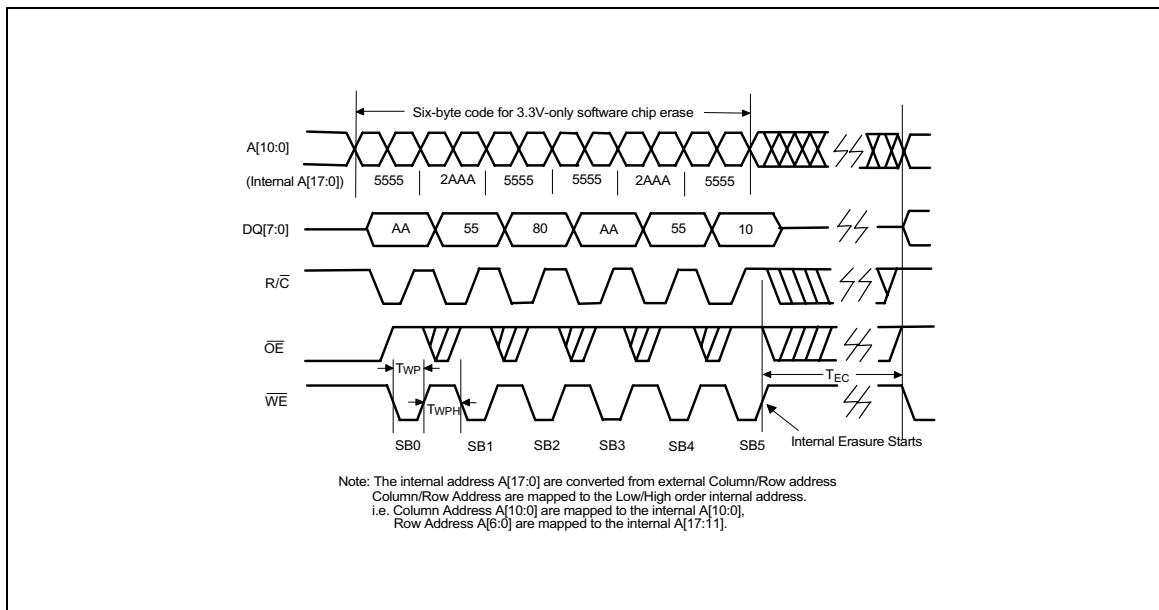 Six-byte code for 3.3V-only software chip erase
A[10:0]
(Internal A[17:0])
5555 2AAA 5555 5555 2AAA 5555
DQ[7:0]
AA 55 80 AA 55 10
R/C̅
O̅E̅
TWP
TEC
W̅E̅
TWPH
Internal Erasure Starts
SB0 SB1 SB2 SB3 SB4 SB5
Note: The internal address A[17:0] are converted from external Column/Row address
Column/Row Address are mapped to the Low/High order internal address.
i.e. Column Address A[10:0] are mapped to the internal A[10:0],
Row Address A[6:0] are mapped to the internal A[17:11].